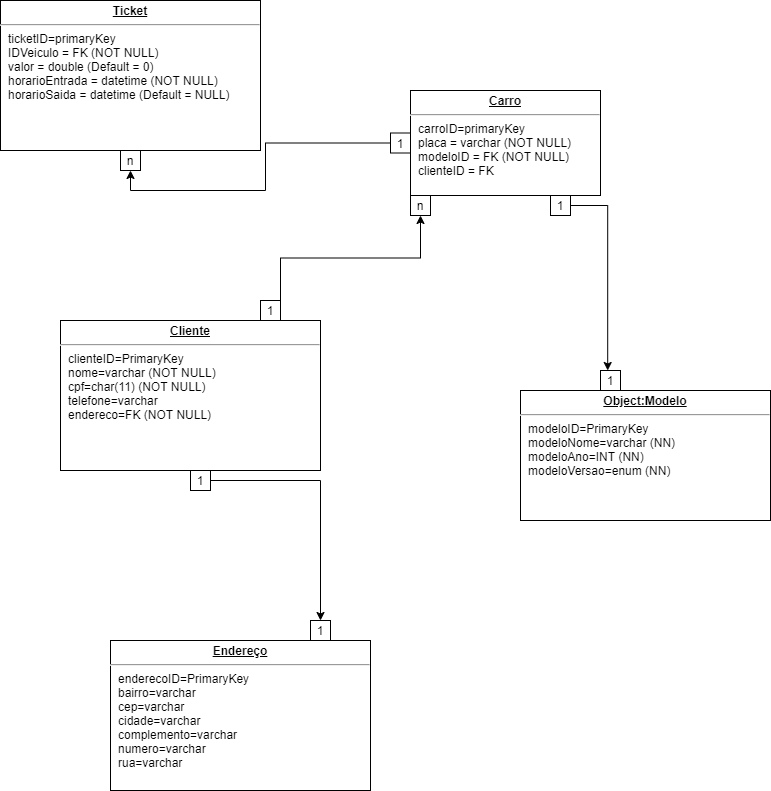 Ticket
ticketID=primaryKey
IDVeiculo = FK (NOT NULL)
valor = double (Default = 0)
horarioEntrada = datetime (NOT NULL)
horarioSaida = datetime (Default = NULL)
n
1
Carro
carroID=primaryKey
placa = varchar (NOT NULL)
modeloID = FK (NOT NULL)
clienteID = FK
n
1
1
Cliente
clienteID=PrimaryKey
nome=varchar (NOT NULL)
cpf=char(11) (NOT NULL)
telefone=varchar
endereco=FK (NOT NULL)
1
1
Object:Modelo
modeloID=PrimaryKey
modeloNome=varchar (NN)
modeloAno=INT (NN)
modeloVersao=enum (NN)
1
Endereço
enderecoID=PrimaryKey
bairro=varchar
cep=varchar
cidade=varchar
complemento=varchar
numero=varchar
rua=varchar